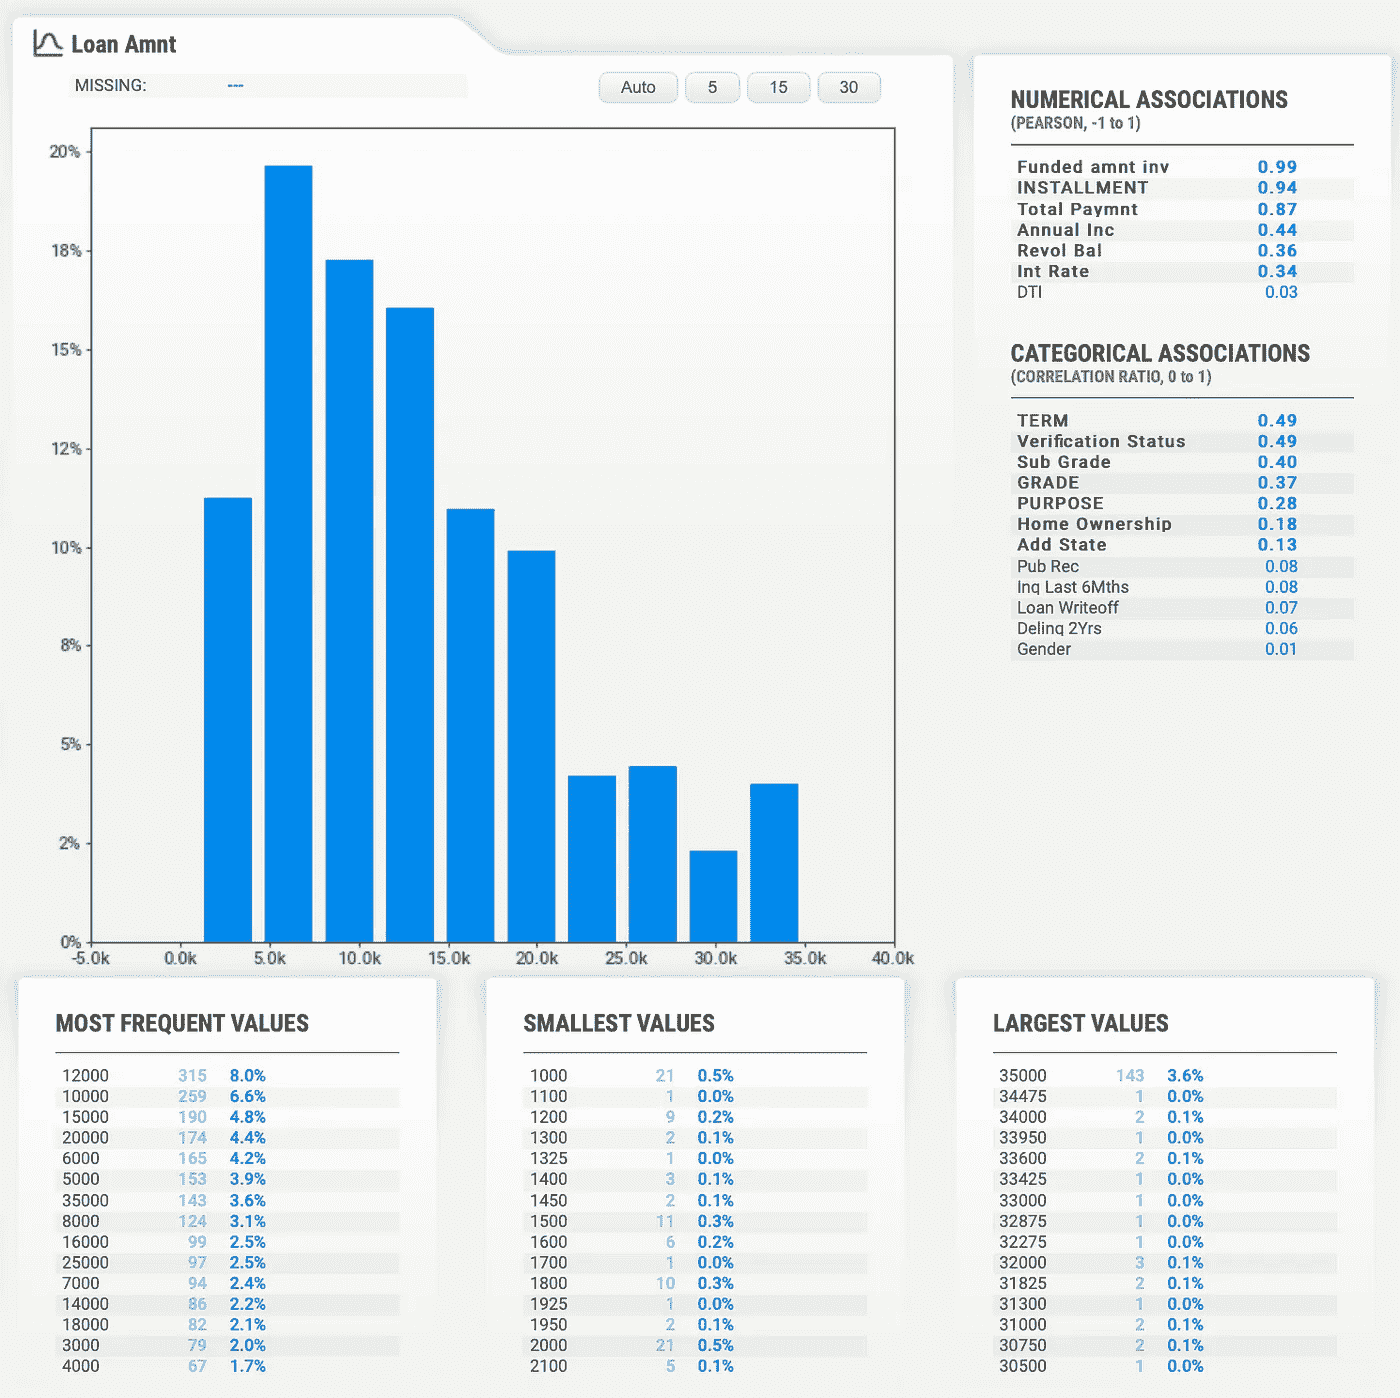 Loan Amnt
MISSING: ---
Auto 5 15 30
20%
18%
15%
12%
10%
8%
5%
2%
0%
-5.0k 0.0k 5.0k 10.0k 15.0k 20.0k 25.0k 30.0k 35.0k 40.0k
NUMERICAL ASSOCIATIONS
(PEARSON, -1 to 1)
Funded amnt inv 0.99
INSTALLMENT 0.94
Total Paymnt 0.87
Annual Inc 0.44
Revol Bal 0.36
Int Rate 0.34
DTI 0.03
CATEGORICAL ASSOCIATIONS
(CORRELATION RATIO, 0 to 1)
TERM 0.49
Verification Status 0.49
Sub Grade 0.40
GRADE 0.37
PURPOSE 0.28
Home Ownership 0.18
Add State 0.13
Pub Rec 0.08
Inq Last 6Mths 0.08
Loan Writeoff 0.07
Delinq 2Yrs 0.06
Gender 0.01
MOST FREQUENT VALUES
12000 315 8.0%
10000 259 6.6%
15000 190 4.8%
20000 174 4.4%
6000 165 4.2%
5000 153 3.9%
35000 143 3.6%
8000 124 3.1%
16000 99 2.5%
25000 97 2.5%
7000 94 2.4%
14000 86 2.2%
18000 82 2.1%
3000 79 2.0%
4000 67 1.7%
SMALLEST VALUES
1000 21 0.5%
1100 1 0.0%
1200 9 0.2%
1300 2 0.1%
1325 1 0.0%
1400 3 0.1%
1450 2 0.1%
1500 11 0.3%
1600 6 0.2%
1700 1 0.0%
1800 10 0.3%
1925 1 0.0%
1950 2 0.1%
2000 21 0.5%
2100 5 0.1%
LARGEST VALUES
35000 143 3.6%
34475 1 0.0%
34000 2 0.1%
33950 1 0.0%
33600 2 0.1%
33425 1 0.0%
33000 1 0.0%
32875 1 0.0%
32275 1 0.0%
32000 3 0.1%
31825 2 0.1%
31300 1 0.0%
31000 2 0.1%
30750 2 0.1%
30500 1 0.0%